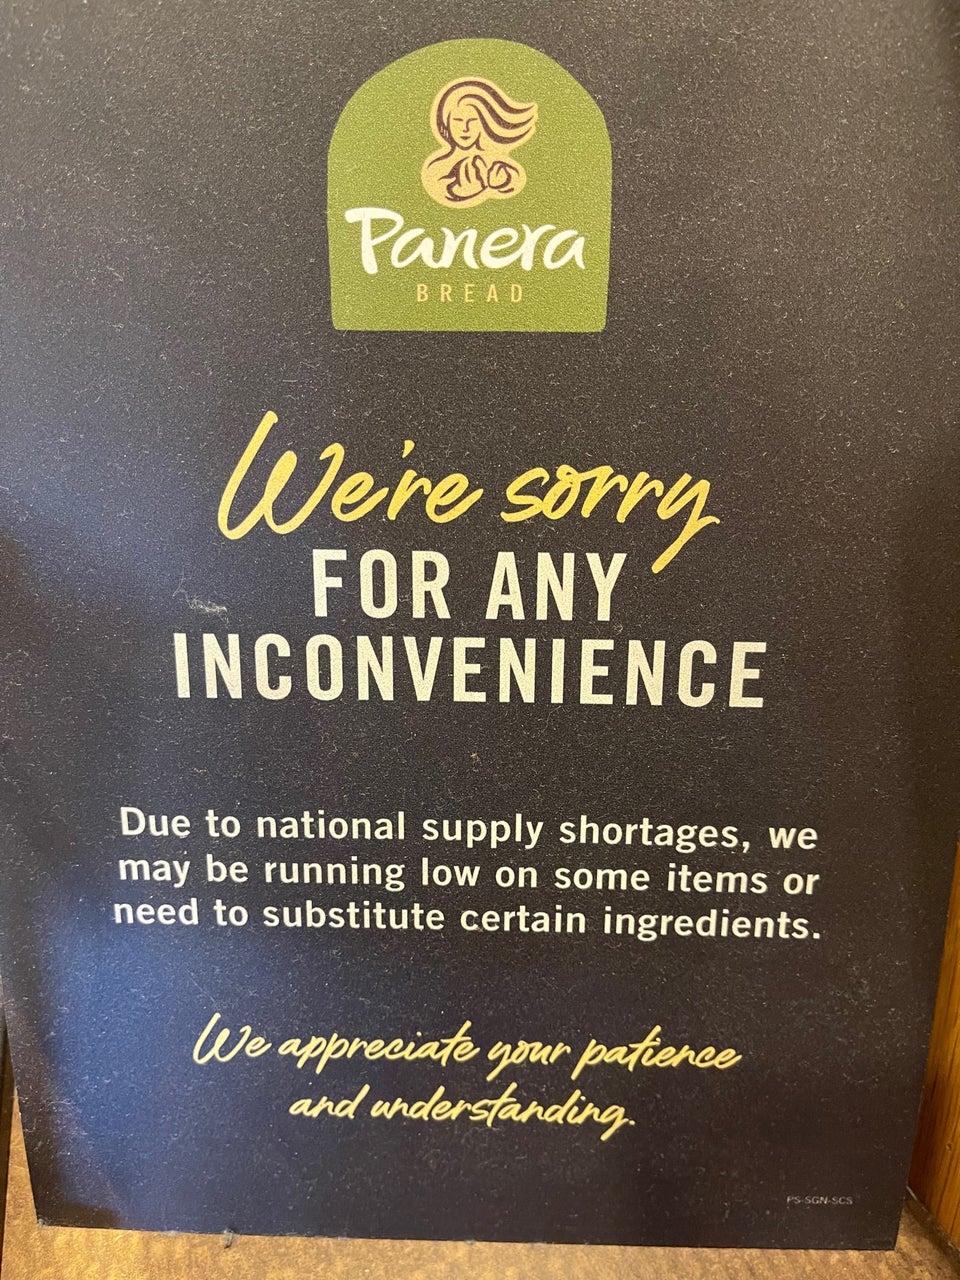 Panera
BREAD
We're sorry
FOR ANY
INCONVENIENCE
Due to national supply shortages, we
may be running low on some items or
need to substitute certain ingredients.
We appreciate your patience
and understanding.
PS-SGN-SCS